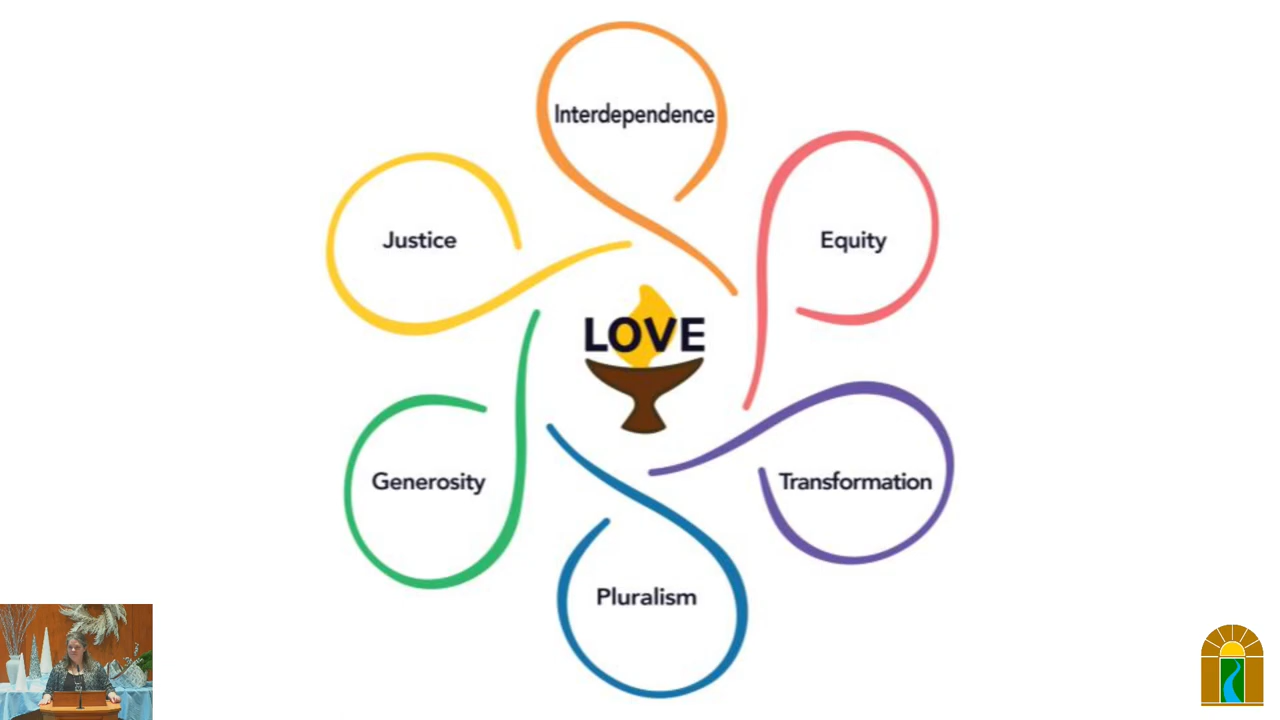 Interdependence
Justice
Equity
LOVE
Generosity
Transformation
Pluralism